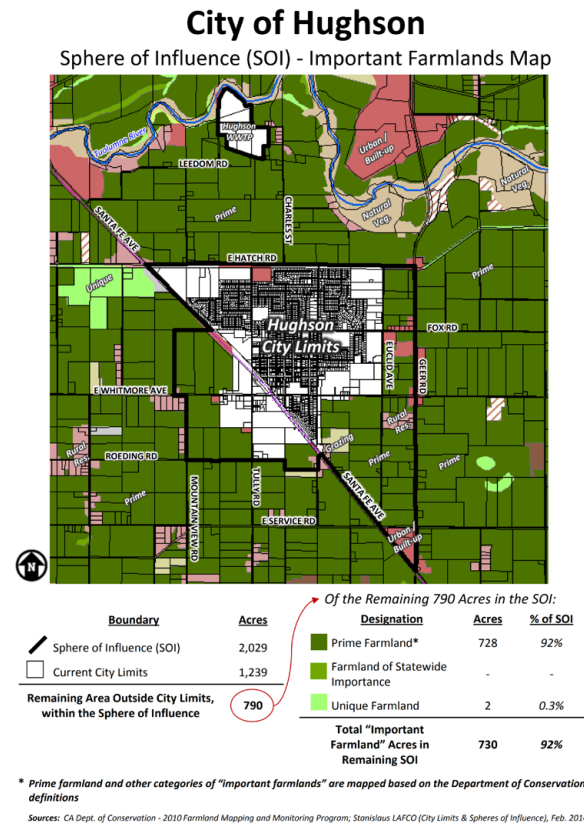 City of Hughson
Sphere of Influence (SOI) - Important Farmlands Map
Tuolumne River
Hughson
WWTP
Urban /
Built-up
Natural
Veg.
LEEDOM RD
Prime
CHARLES ST
Natural
Veg.
SANTA FE AVE
E HATCH RD
Unique
Prime
Hughson
City Limits
FOX RD
EUCLID AVE
GEER RD
E WHITMORE AVE
Rural
Res.
Rural
Res.
Grazing
ROEDING RD
Prime
Prime
Prime
MOUNTAIN VIEW RD
TULLY RD
SANTA FE AVE
E SERVICE RD
Urban /
Built-up
N
Of the Remaining 790 Acres in the SOI:
Boundary Acres
Designation Acres % of SOI
Sphere of Influence (SOI) 2,029
Prime Farmland* 728 92%
Current City Limits 1,239
Farmland of Statewide
Importance - -
Remaining Area Outside City Limits,
within the Sphere of Influence 790
Unique Farmland 2 0.3%
Total “Important
Farmland” Acres in
Remaining SOI 730 92%
* Prime farmland and other categories of “important farmlands” are mapped based on the Department of Conservation
definitions
Sources: CA Dept. of Conservation - 2010 Farmland Mapping and Monitoring Program; Stanislaus LAFCO (City Limits & Spheres of Influence), Feb. 201